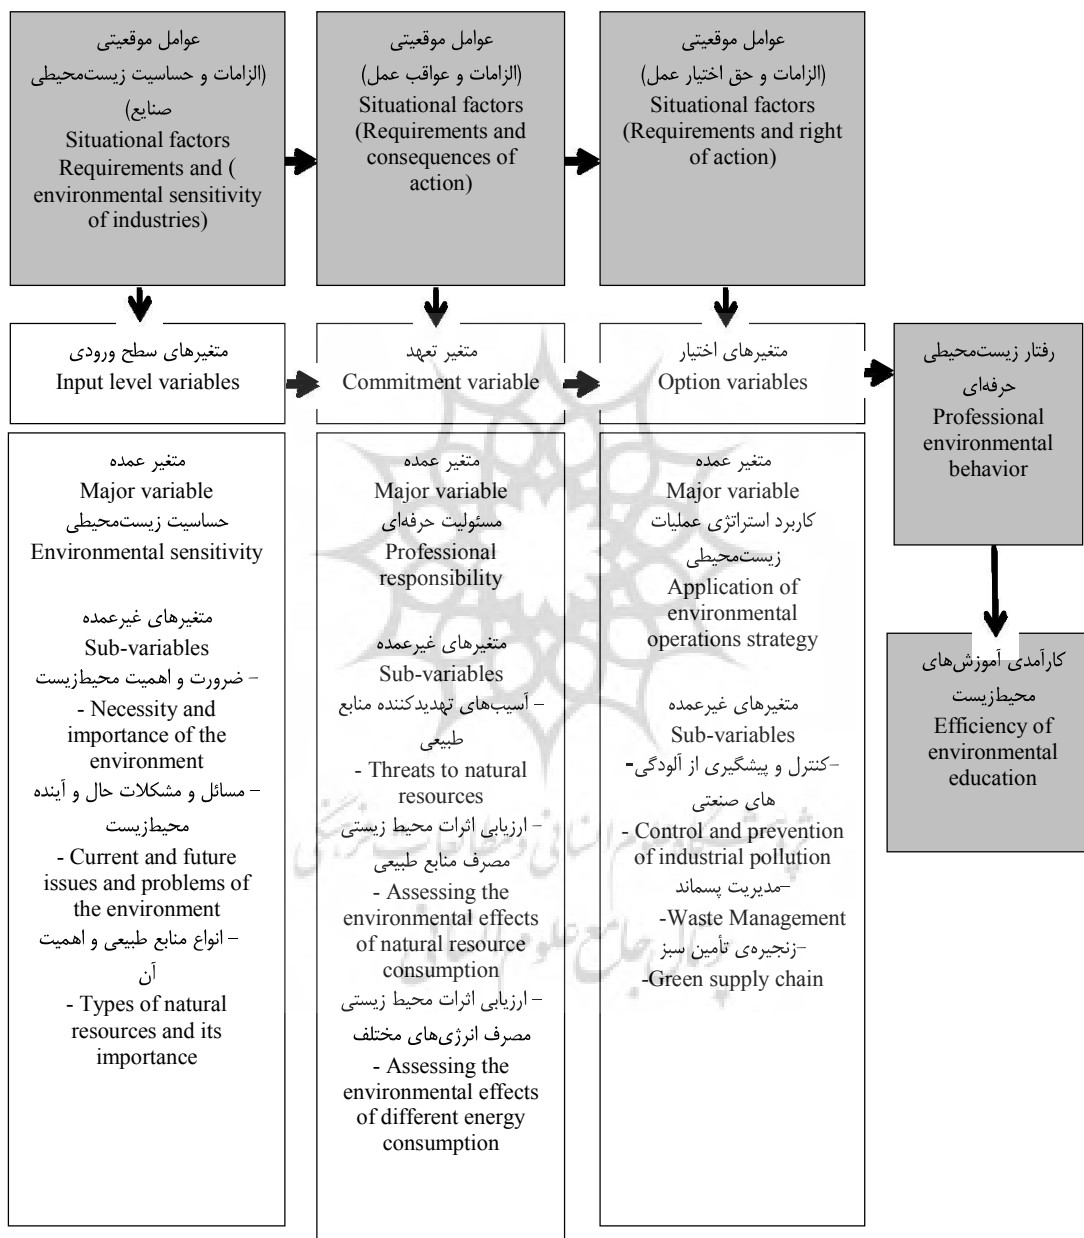 عوامل موقعیتی
(الزامات و حساسیت زیست‌محیطی
صنایع)
Situational factors
Requirements and (
environmental sensitivity
of industries)
عوامل موقعیتی
(الزامات و عواقب عمل)
Situational factors
(Requirements and
consequences of
action)
عوامل موقعیتی
(الزامات و حق اختیار عمل)
Situational factors
(Requirements and right
of action)
متغیرهای سطح ورودی
Input level variables
متغیر تعهد
Commitment variable
متغیرهای اختیار
Option variables
رفتار زیست‌محیطی
حرفه‌ای
Professional
environmental
behavior
متغیر عمده
Major variable
حساسیت زیست‌محیطی
Environmental sensitivity
متغیرهای غیرعمده
Sub-variables
– ضرورت و اهمیت محیط‌زیست
- Necessity and
importance of the
environment
– مسائل و مشکلات حال و آینده
محیط‌زیست
- Current and future
issues and problems of
the environment
– انواع منابع طبیعی و اهمیت
آن
- Types of natural
resources and its
importance
متغیر عمده
Major variable
مسئولیت حرفه‌ای
Professional
responsibility
متغیرهای غیرعمده
Sub-variables
– آسیب‌های تهدیدکننده منابع
طبیعی
- Threats to natural
resources
– ارزیابی اثرات محیط زیستی
مصرف منابع طبیعی
- Assessing the
environmental effects
of natural resource
consumption
– ارزیابی اثرات محیط زیستی
مصرف انرژی‌های مختلف
- Assessing the
environmental effects
of different energy
consumption
متغیر عمده
Major variable
کاربرد استراتژی عملیات
زیست‌محیطی
Application of
environmental
operations strategy
متغیرهای غیرعمده
Sub-variables
–کنترل و پیشگیری از آلودگی-
های صنعتی
- Control and prevention
of industrial pollution
–مدیریت پسماند
-Waste Management
–زنجیره‌ی تأمین سبز
-Green supply chain
کارآمدی آموزش‌های
محیط‌زیست
Efficiency of
environmental
education
پژوهشگاه علوم انسانی و مطالعات فرهنگی
پرتال جامع علوم انسانی